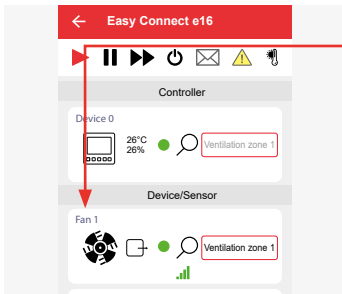 Easy Connect e16
Controller
Device 0
26°C
26%
Ventilation zone 1
Device/Sensor
Fan 1
Ventilation zone 1